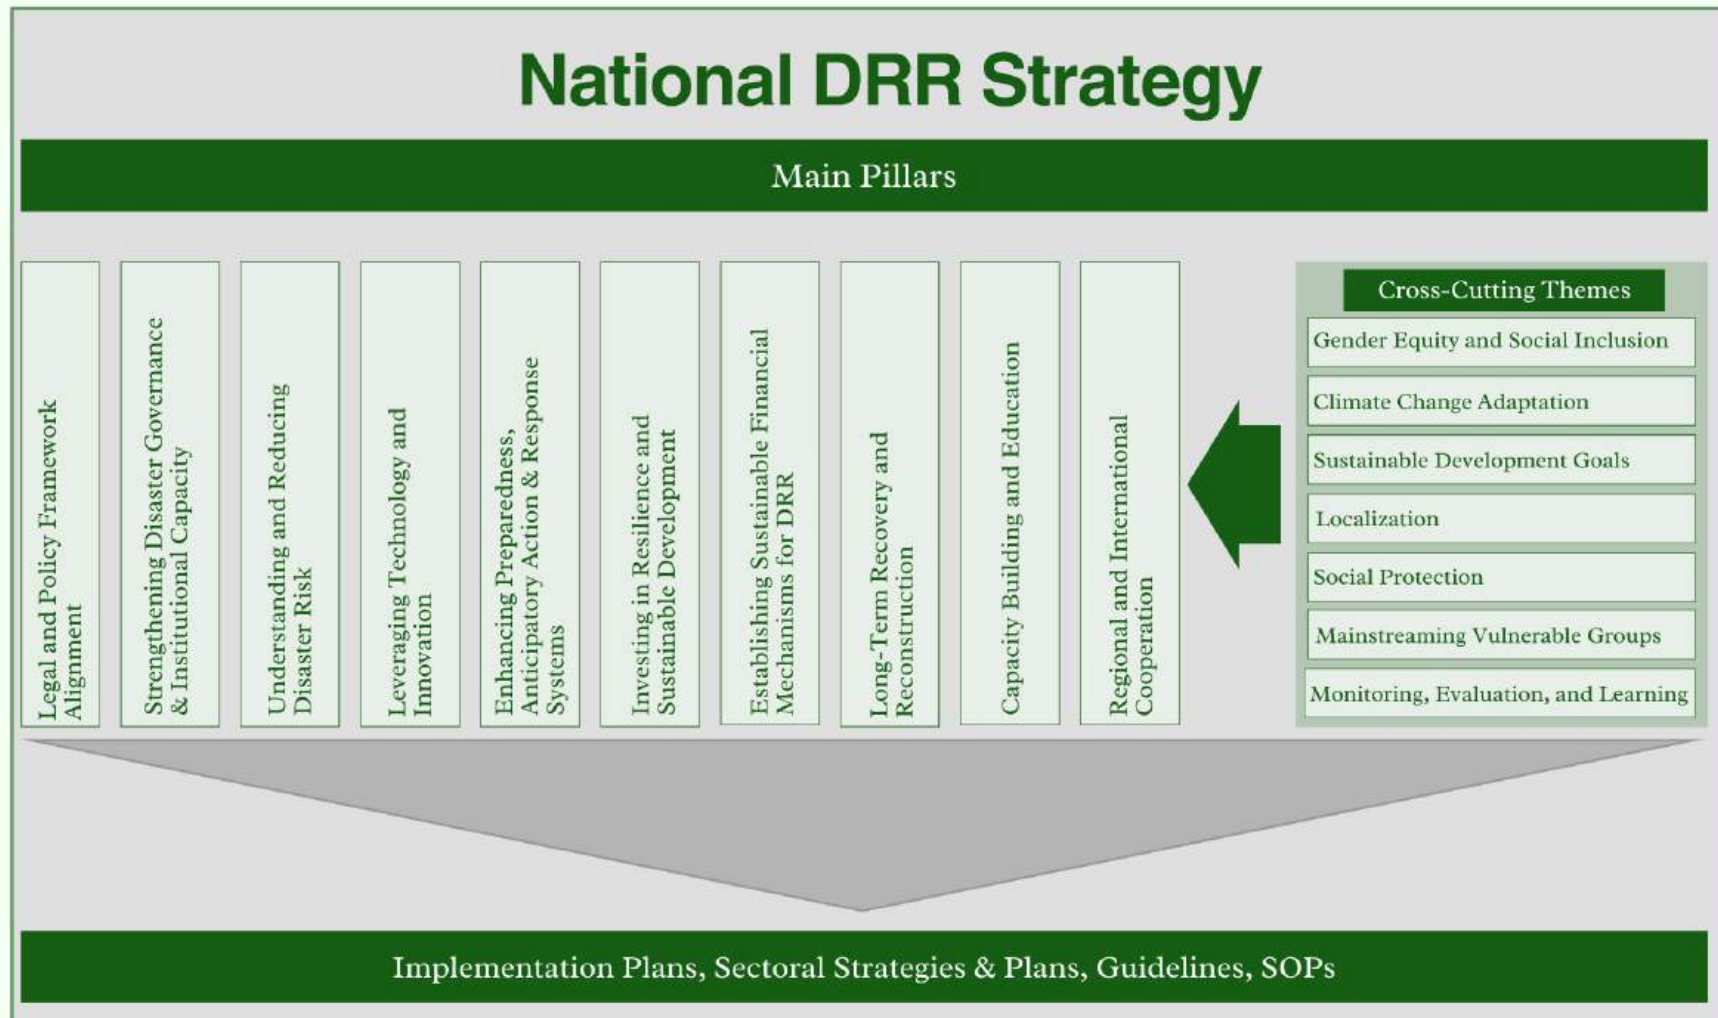 National DRR Strategy
Main Pillars
Legal and Policy Framework
Alignment
Strengthening Disaster Governance
& Institutional Capacity
Understanding and Reducing
Disaster Risk
Leveraging Technology and
Innovation
Enhancing Preparedness,
Anticipatory Action & Response
Systems
Investing in Resilience and
Sustainable Development
Establishing Sustainable Financial
Mechanisms for DRR
Long-Term Recovery and
Reconstruction
Capacity Building and Education
Regional and International
Cooperation
Cross-Cutting Themes
Gender Equity and Social Inclusion
Climate Change Adaptation
Sustainable Development Goals
Localization
Social Protection
Mainstreaming Vulnerable Groups
Monitoring, Evaluation, and Learning
Implementation Plans, Sectoral Strategies & Plans, Guidelines, SOPs